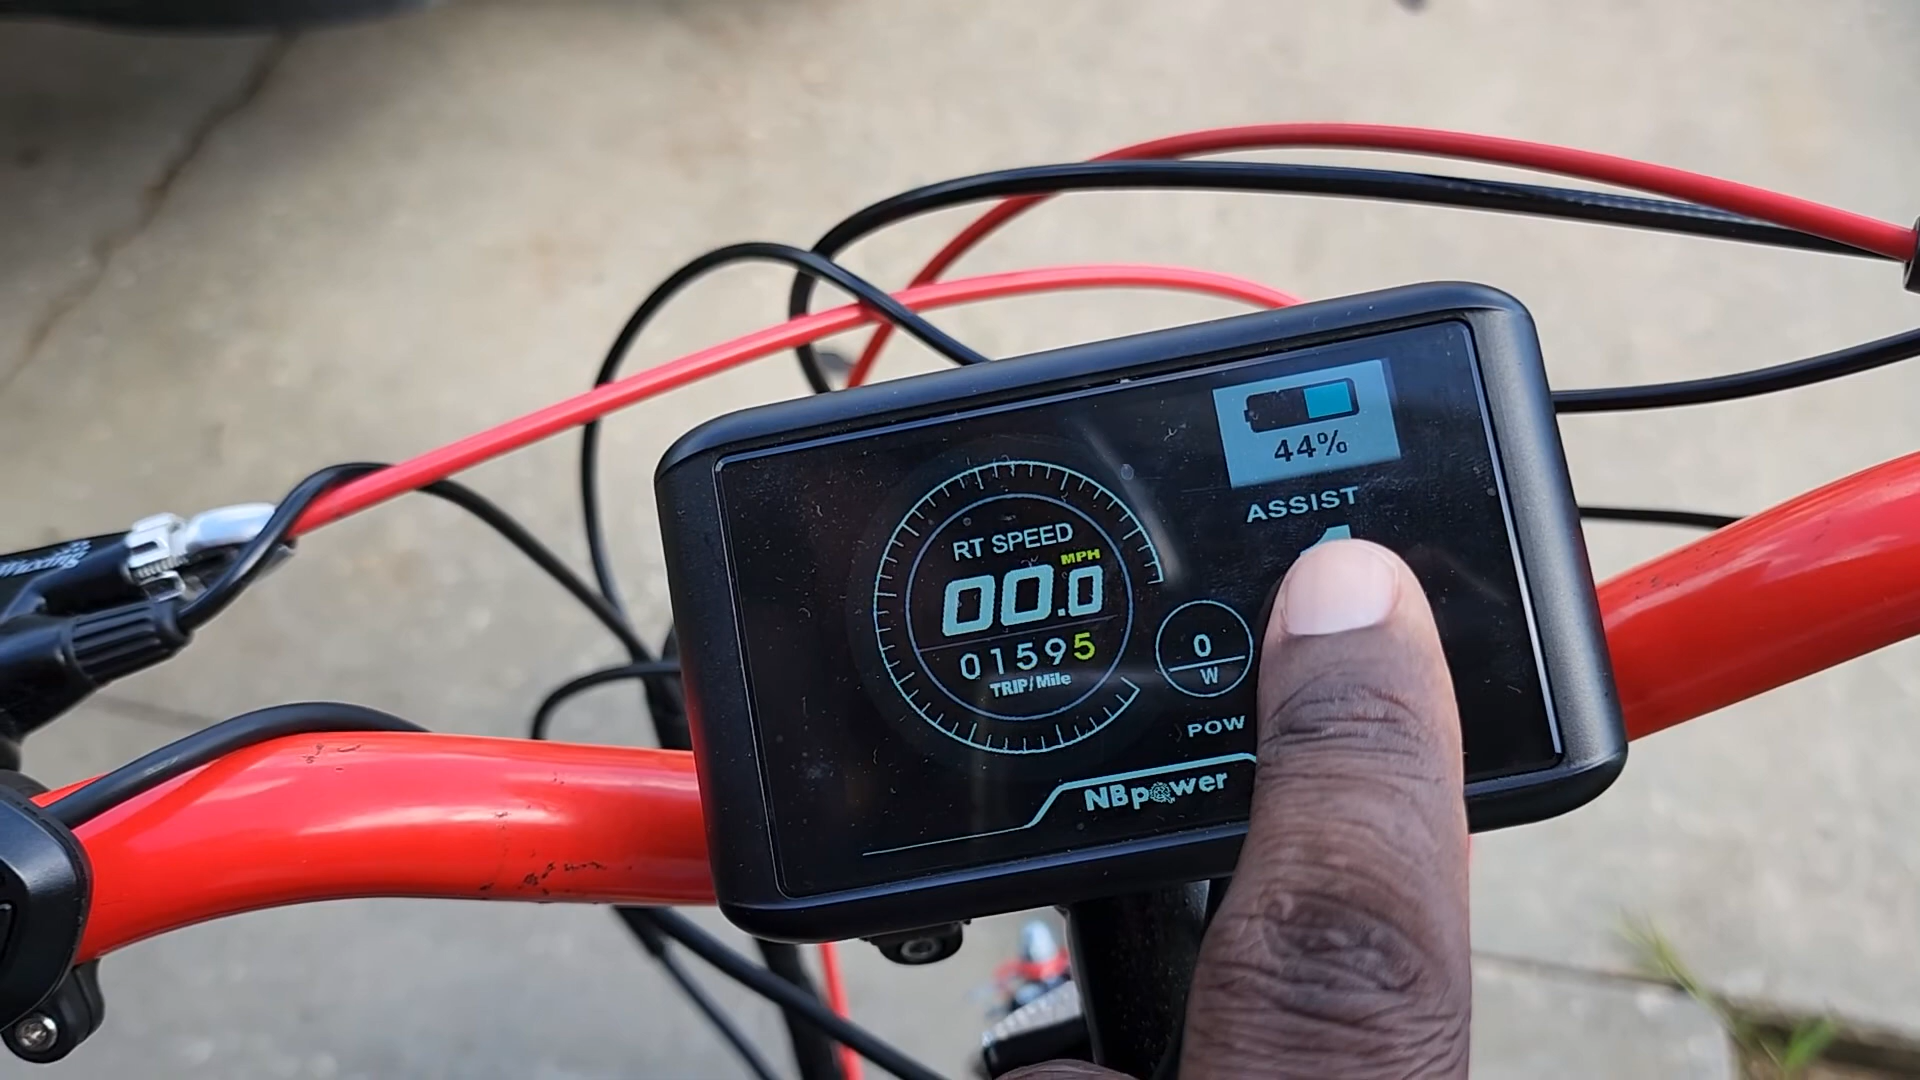 44%
ASSIST
RT SPEED
MPH
00.0
01595
TRIP/Mile
0
W
POW
NBpower